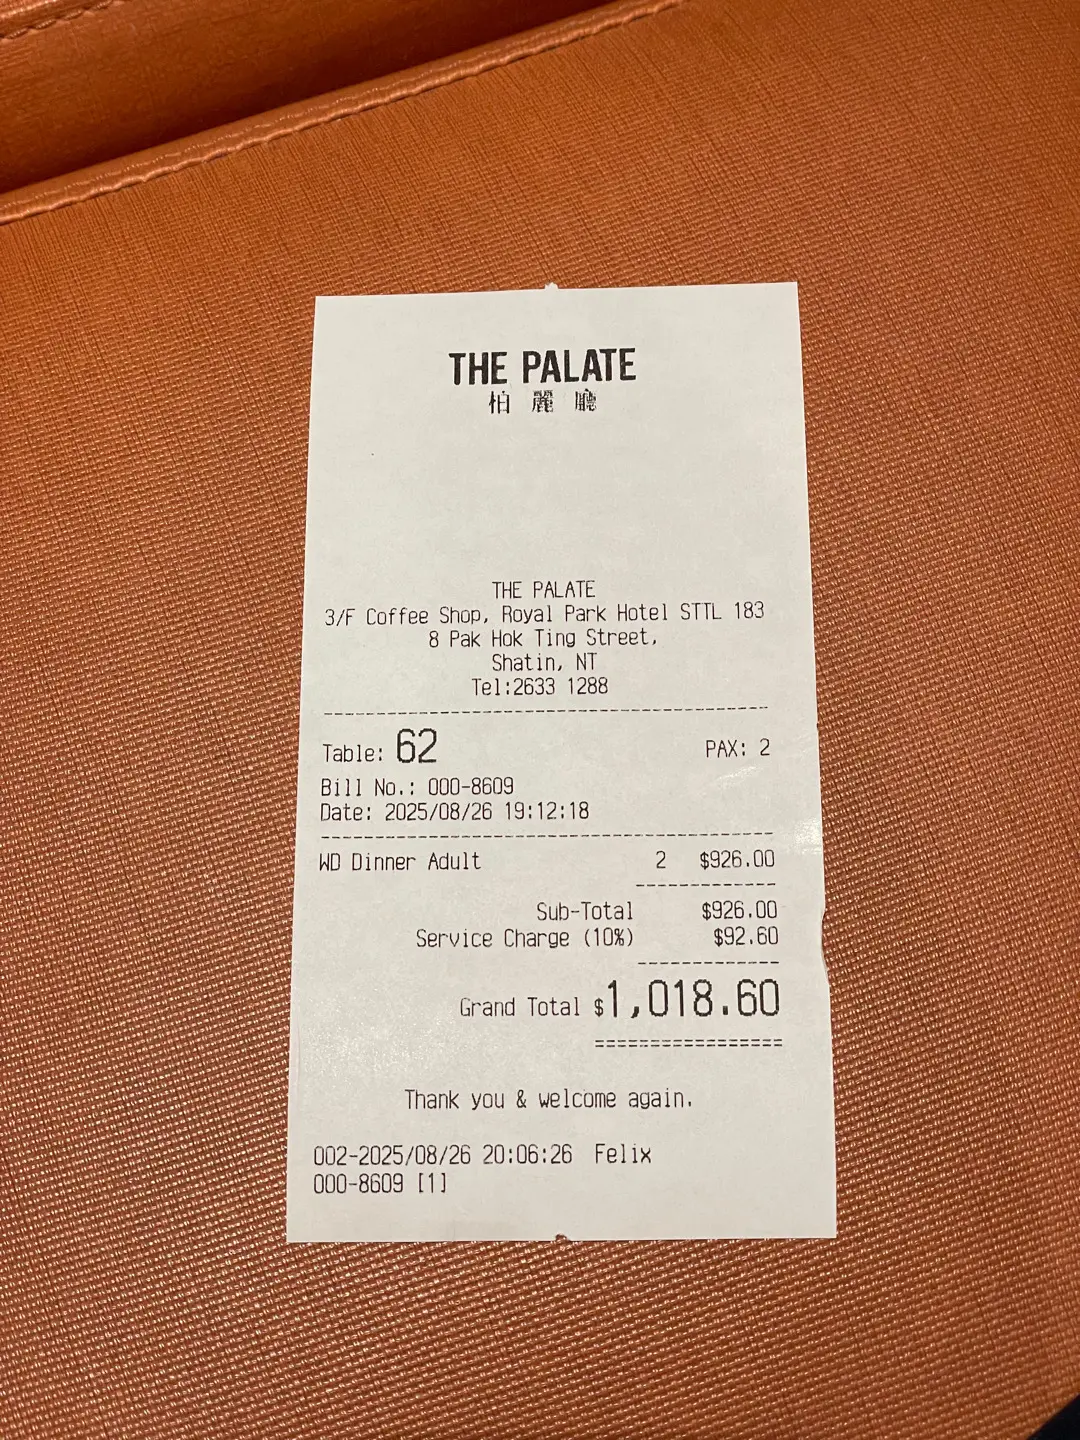 THE PALATE
柏麗廳
THE PALATE
3/F Coffee Shop, Royal Park Hotel STTL 183
8 Pak Hok Ting Street,
Shatin, NT
Tel:2633 1288
Table: 62 PAX: 2
Bill No.: 000-8609
Date: 2025/08/26 19:12:18
WD Dinner Adult 2 $926.00
Sub-Total $926.00
Service Charge (10%) $92.60
Grand Total $1,018.60
Thank you & welcome again.
002-2025/08/26 20:06:26 Felix
000-8609 [1]